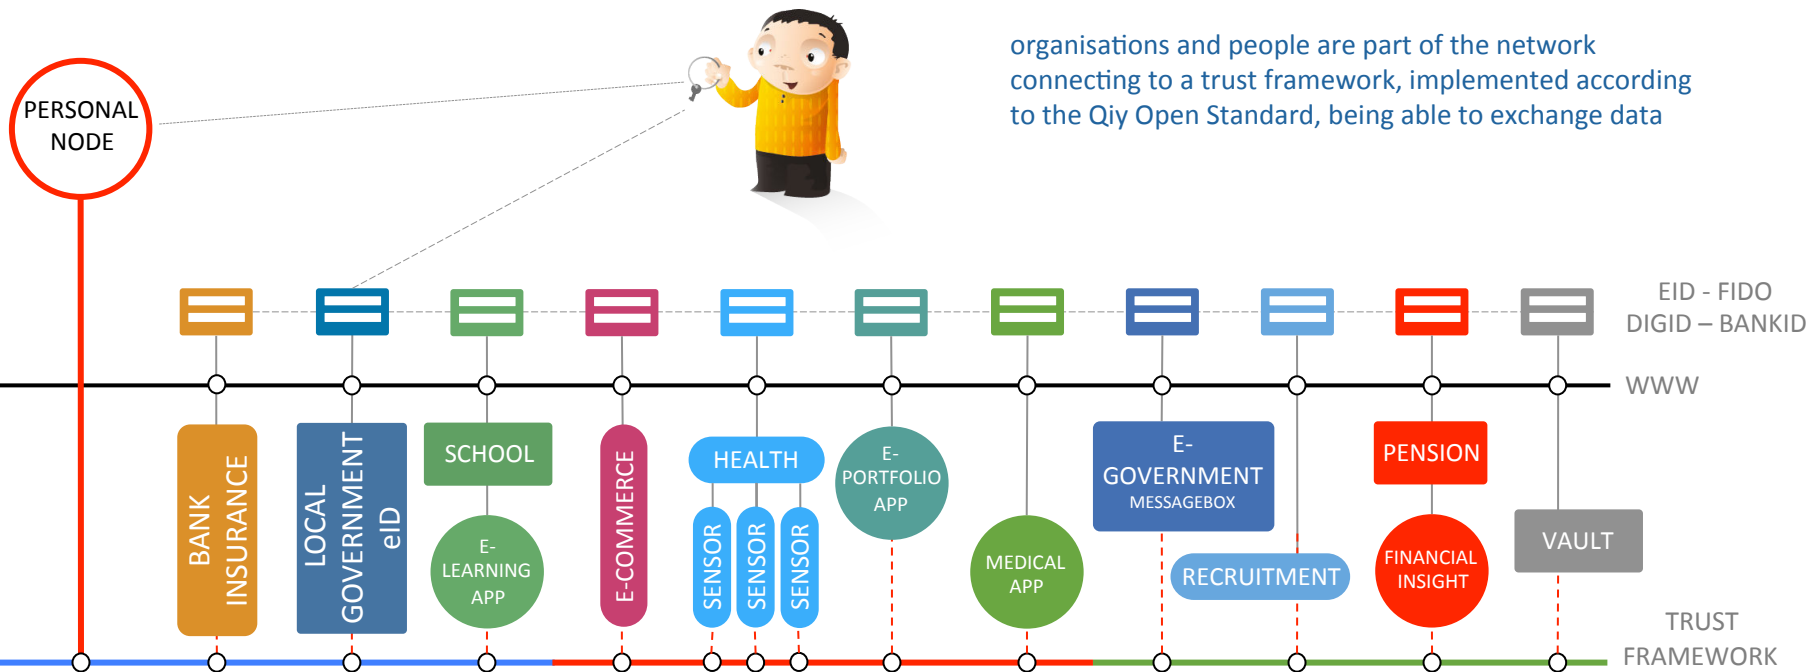 organisations and people are part of the network
connecting to a trust framework, implemented according
to the Qiy Open Standard, being able to exchange data
PERSONAL
NODE
EID - FIDO
DIGID – BANKID
WWW
BANK
INSURANCE
LOCAL
GOVERNMENT
eID
SCHOOL
E-
LEARNING
APP
E-COMMERCE
HEALTH
SENSOR
SENSOR
SENSOR
E-
PORTFOLIO
APP
MEDICAL
APP
E-
GOVERNMENT
MESSAGEBOX
RECRUITMENT
PENSION
FINANCIAL
INSIGHT
VAULT
TRUST
FRAMEWORK